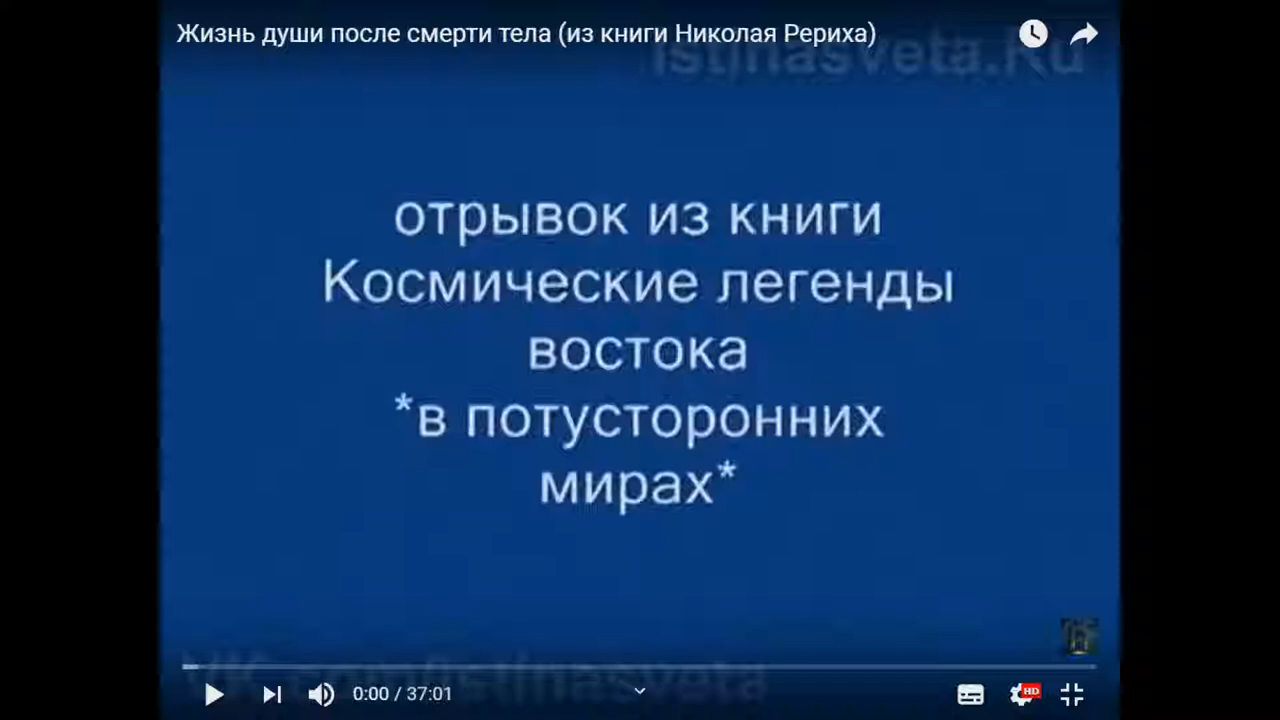 Жизнь души после смерти тела (из книги Николая Рериха)
istinasveta.Ru
отрывок из книги
Космические легенды
востока
*в потусторонних
мирах*
0:00 / 37:01
HD